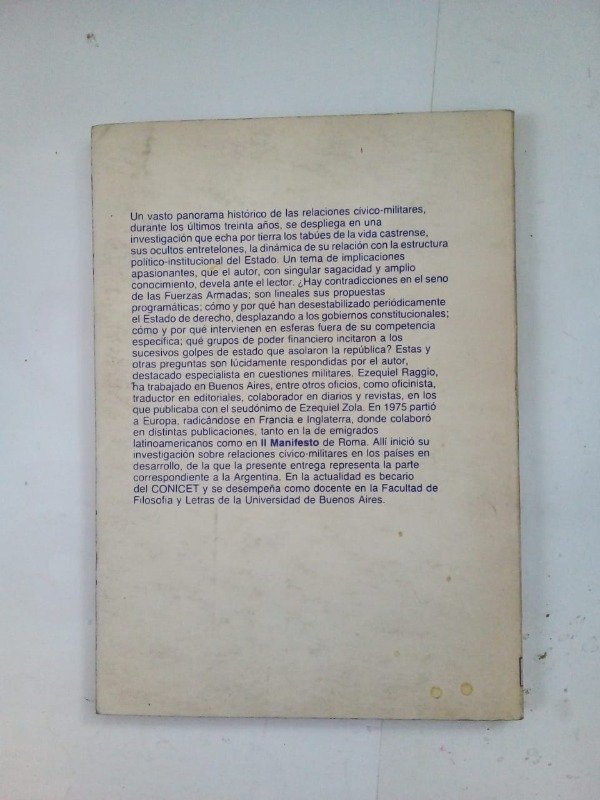 Un vasto panorama histórico de las relaciones cívico-militares,
durante los últimos treinta años, se despliega en una
investigación que echa por tierra los tabúes de la vida castrense,
sus ocultos entretelones, la dinámica de su relación con la estructura
político-institucional del Estado. Un tema de implicaciones
apasionantes, que el autor, con singular sagacidad y amplio
conocimiento, devela ante el lector. ¿Hay contradicciones en el seno
de las Fuerzas Armadas; son lineales sus propuestas
programáticas; cómo y por qué han desestabilizado periódicamente
el Estado de derecho, desplazando a los gobiernos constitucionales;
cómo y por qué intervienen en esferas fuera de su competencia
específica; qué grupos de poder financiero incitaron a los
sucesivos golpes de estado que asolaron la república? Estas y
otras preguntas son lúcidamente respondidas por el autor,
destacado especialista en cuestiones militares. Ezequiel Raggio,
ha trabajado en Buenos Aires, entre otros oficios, como oficinista,
traductor en editoriales, colaborador en diarios y revistas, en los
que publicaba con el seudónimo de Ezequiel Zola. En 1975 partió
a Europa, radicándose en Francia e Inglaterra, donde colaboró
en distintas publicaciones, tanto en la de emigrados
latinoamericanos como en Il Manifesto de Roma. Allí inició su
investigación sobre relaciones cívico-militares en los países en
desarrollo, de la que la presente entrega representa la parte
correspondiente a la Argentina. En la actualidad es becario
del CONICET y se desempeña como docente en la Facultad de
Filosofía y Letras de la Universidad de Buenos Aires.